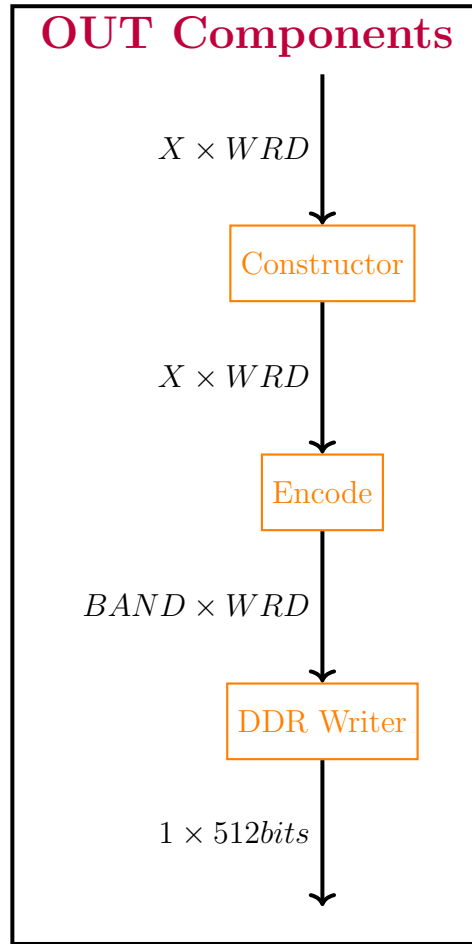 OUT Components
X × WRD
Constructor
X × WRD
Encode
BAND × WRD
DDR Writer
1 × 512bits